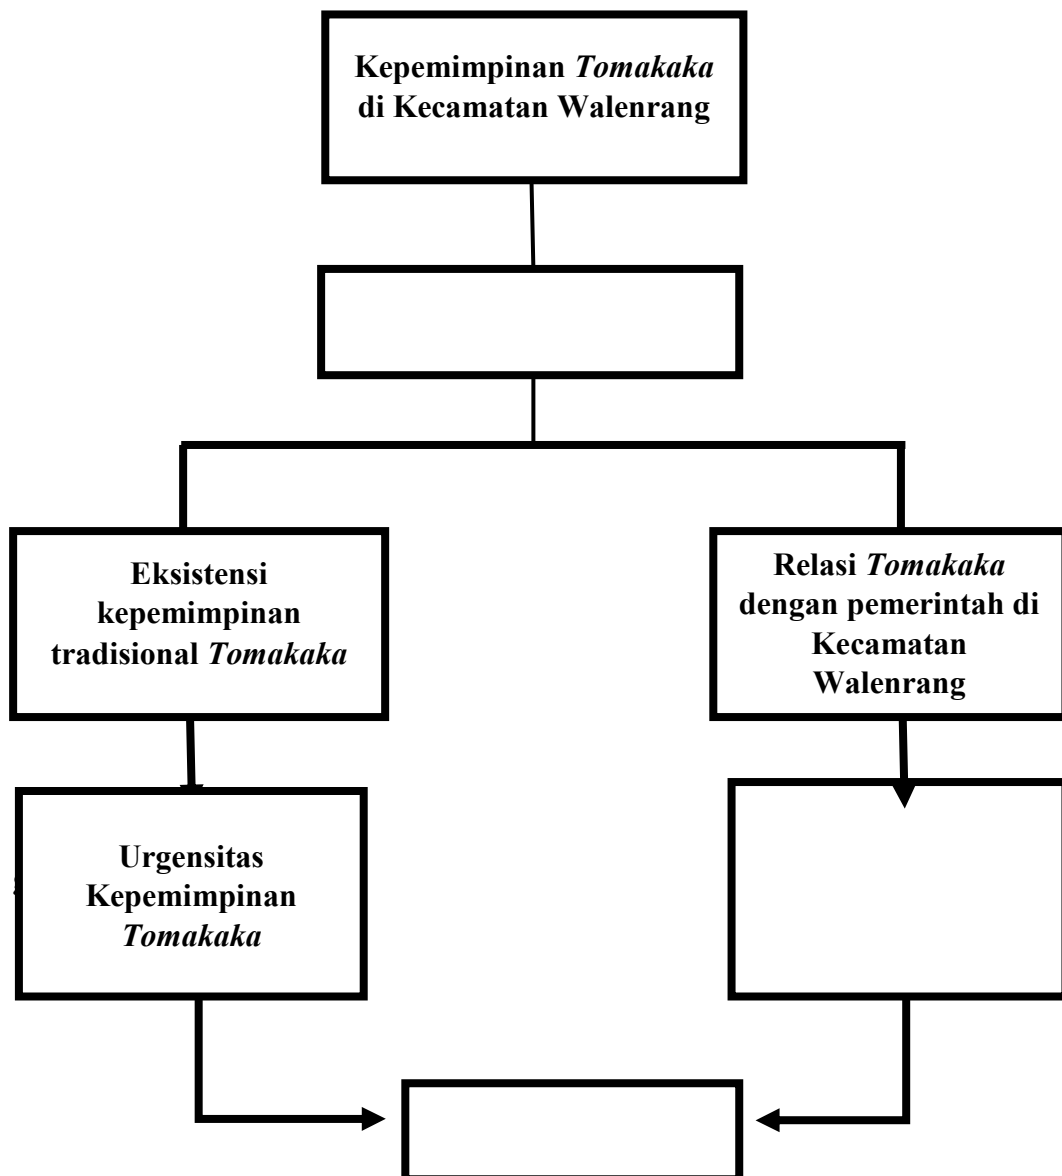 Kepemimpinan Tomakaka
di Kecamatan Walenrang
Eksistensi
kepemimpinan
tradisional Tomakaka
Relasi Tomakaka
dengan pemerintah di
Kecamatan
Walenrang
Urgensitas
Kepemimpinan
Tomakaka